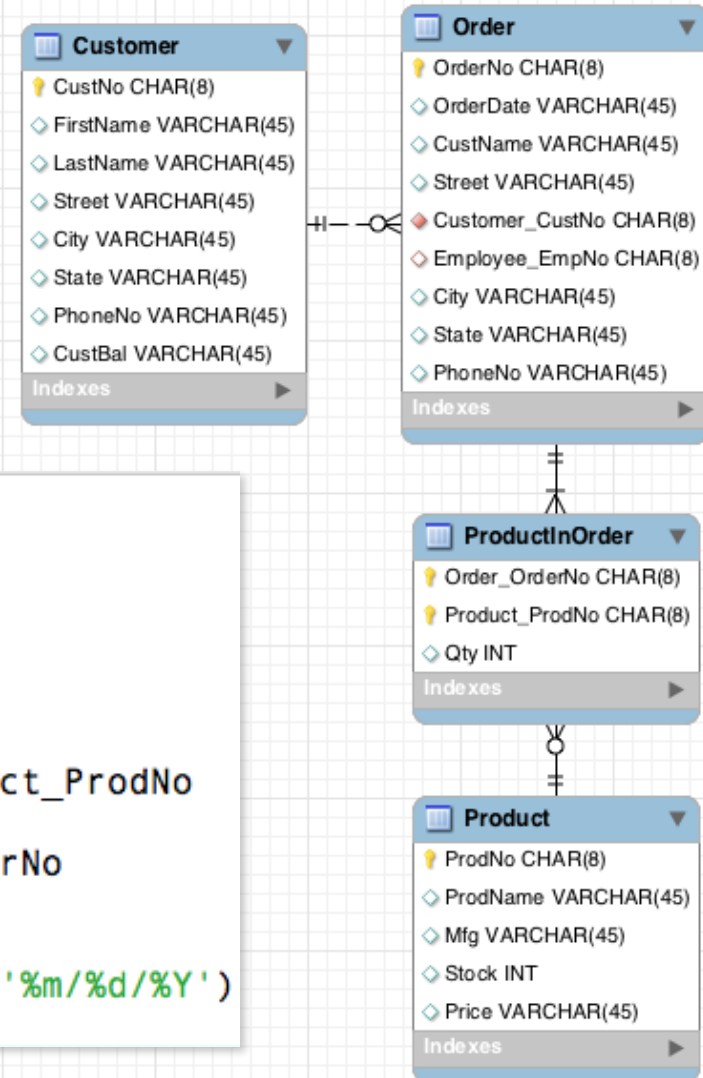 Customer
CustNo CHAR(8)
FirstName VARCHAR(45)
LastName VARCHAR(45)
Street VARCHAR(45)
City VARCHAR(45)
State VARCHAR(45)
PhoneNo VARCHAR(45)
CustBal VARCHAR(45)
Indexes
Order
OrderNo CHAR(8)
OrderDate VARCHAR(45)
CustName VARCHAR(45)
Street VARCHAR(45)
Customer_CustNo CHAR(8)
Employee_EmpNo CHAR(8)
City VARCHAR(45)
State VARCHAR(45)
PhoneNo VARCHAR(45)
Indexes
ProductInOrder
Order_OrderNo CHAR(8)
Product_ProdNo CHAR(8)
Qty INT
Indexes
Product
ProdNo CHAR(8)
ProdName VARCHAR(45)
Mfg VARCHAR(45)
Stock INT
Price VARCHAR(45)
Indexes
ct_ProdNo
rNo
'%m/%d/%Y')